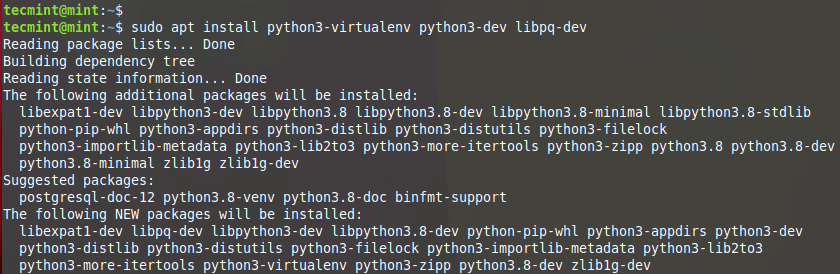 tecmint@mint:~$
tecmint@mint:~$ sudo apt install python3-virtualenv python3-dev libpq-dev
Reading package lists... Done
Building dependency tree
Reading state information... Done
The following additional packages will be installed:
  libexpat1-dev libpython3-dev libpython3.8 libpython3.8-dev libpython3.8-minimal libpython3.8-stdlib
  python-pip-whl python3-appdirs python3-distlib python3-distutils python3-filelock
  python3-importlib-metadata python3-lib2to3 python3-more-itertools python3-zipp python3.8 python3.8-dev
  python3.8-minimal zlib1g zlib1g-dev
Suggested packages:
  postgresql-doc-12 python3.8-venv python3.8-doc binfmt-support
The following NEW packages will be installed:
  libexpat1-dev libpq-dev libpython3-dev libpython3.8-dev python-pip-whl python3-appdirs python3-dev
  python3-distlib python3-distutils python3-filelock python3-importlib-metadata python3-lib2to3
  python3-more-itertools python3-virtualenv python3-zipp python3.8-dev zlib1g-dev